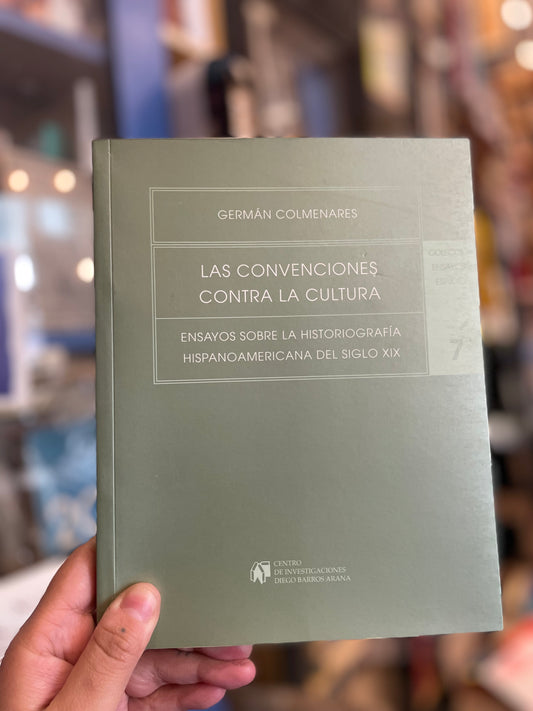 GERMÁN COLMENARES
LAS CONVENCIONES
CONTRA LA CULTURA
ENSAYOS SOBRE LA HISTORIOGRAFÍA
HISPANOAMERICANA DEL SIGLO XIX
7
CENTRO
DE INVESTIGACIONES
DIEGO BARROS ARANA